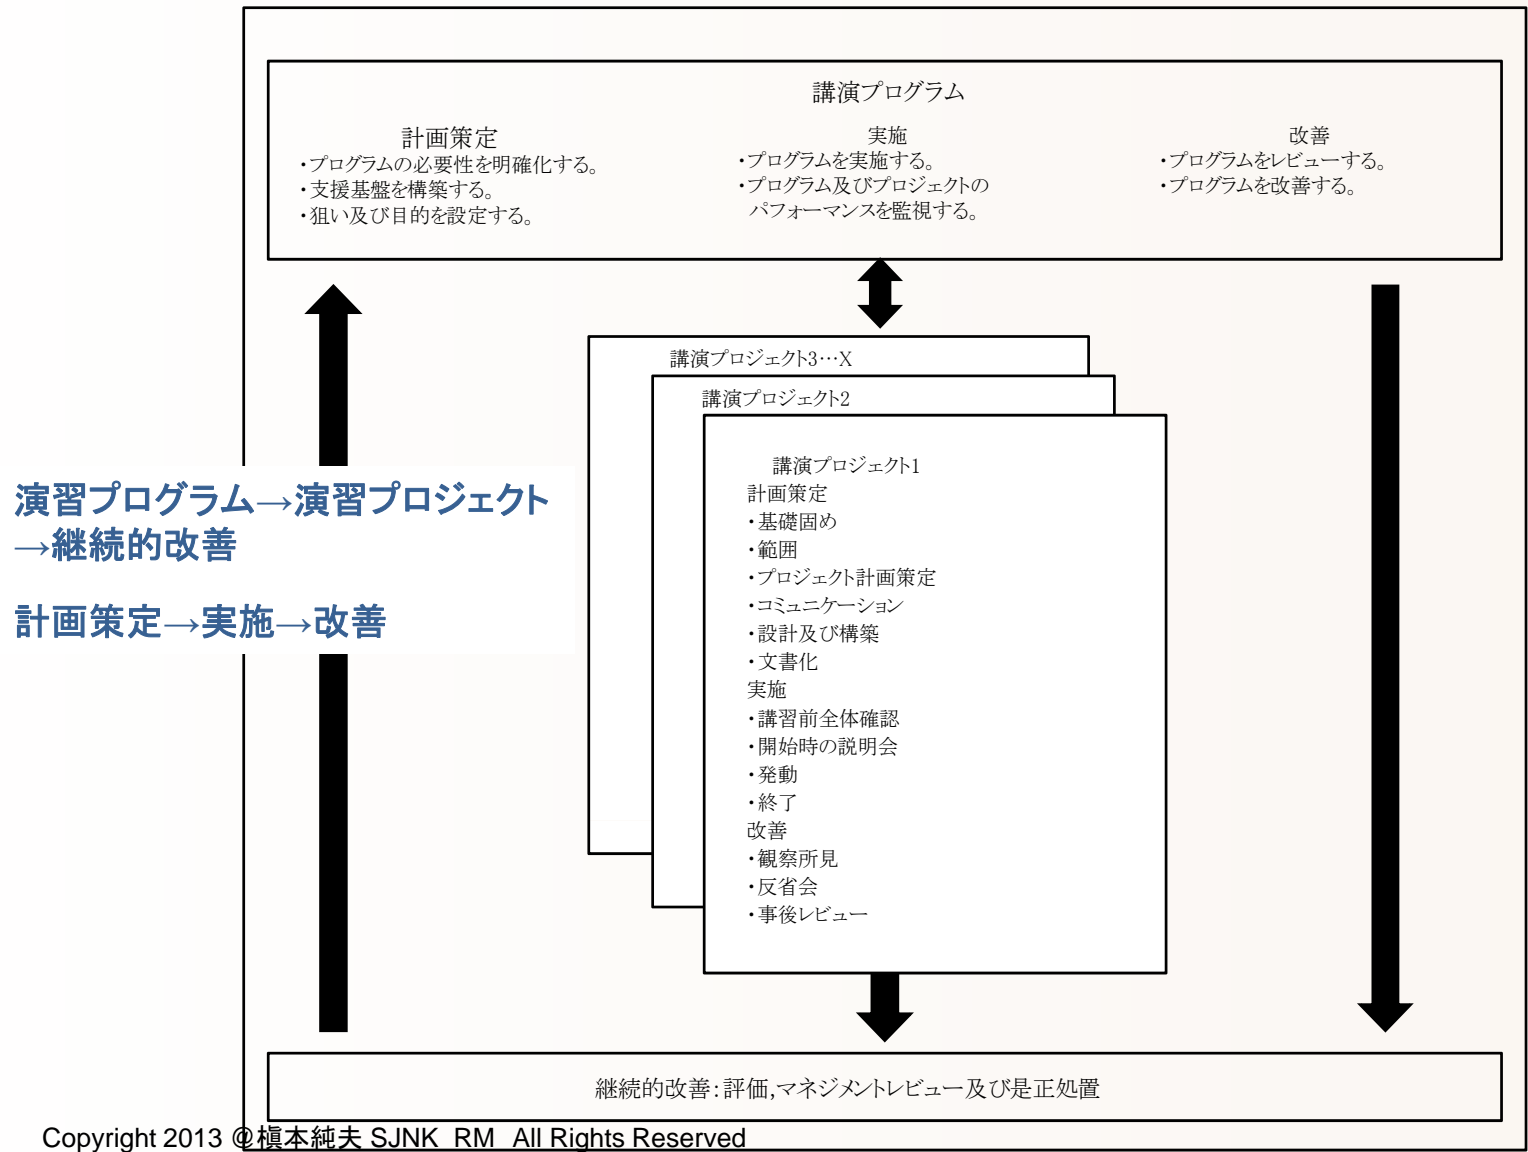 講演プログラム
計画策定
・プログラムの必要性を明確化する。
・支援基盤を構築する。
・狙い及び目的を設定する。
実施
・プログラムを実施する。
・プログラム及びプロジェクトの
パフォーマンスを監視する。
改善
・プログラムをレビューする。
・プログラムを改善する。
講演プロジェクト3…X
講演プロジェクト2
講演プロジェクト1
計画策定
・基礎固め
・範囲
・プロジェクト計画策定
・コミュニケーション
・設計及び構築
・文書化
実施
・講習前全体確認
・開始時の説明会
・発動
・終了
改善
・観察所見
・反省会
・事後レビュー
演習プログラム→演習プロジェクト
→継続的改善
計画策定→実施→改善
継続的改善：評価,マネジメントレビュー及び是正処置
Copyright 2013 @槇本純夫 SJNK RM All Rights Reserved